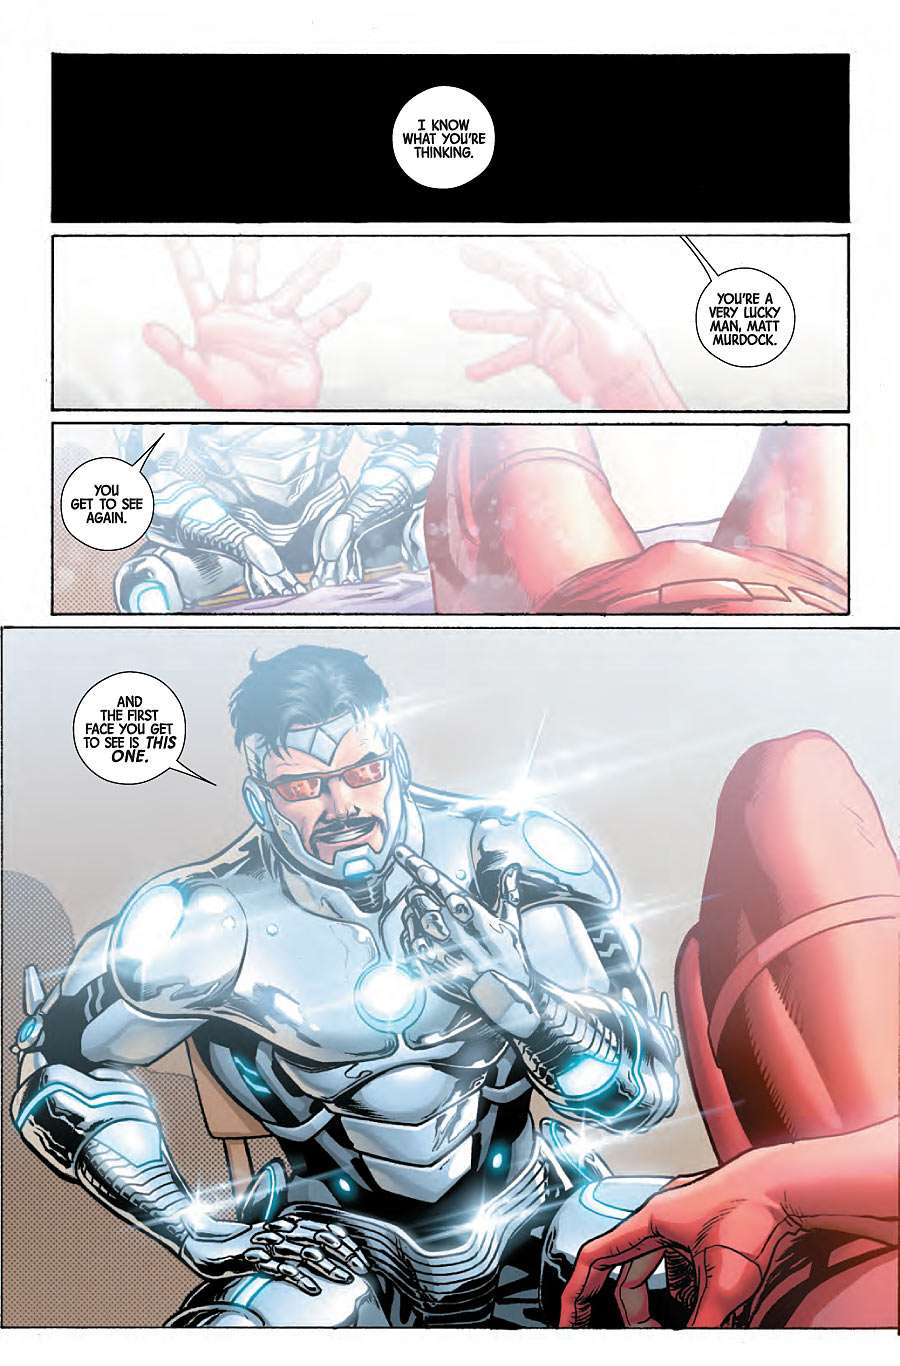 I KNOW
WHAT YOU'RE
THINKING.
YOU'RE A
VERY LUCKY
MAN, MATT
MURDOCK.
YOU
GET TO SEE
AGAIN.
AND
THE FIRST
FACE YOU GET
TO SEE IS THIS
ONE.